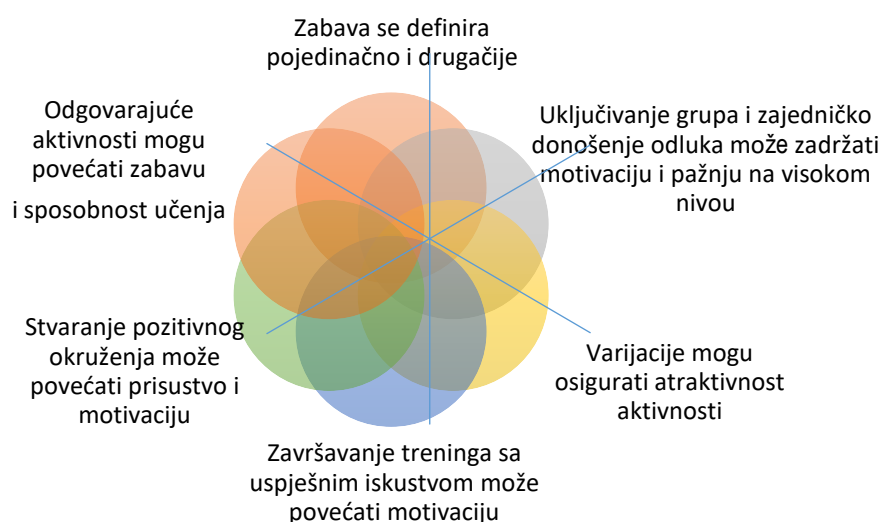 Zabava se definira
pojedinačno i drugačije
Uključivanje grupa i zajedničko
donošenje odluka može zadržati
motivaciju i pažnju na visokom
nivou
Varijacije mogu
osigurati atraktivnost
aktivnosti
Završavanje treninga sa
uspješnim iskustvom može
povećati motivaciju
Stvaranje pozitivnog
okruženja može
povećati prisustvo i
motivaciju
Odgovarajuće
aktivnosti mogu
povećati zabavu
i sposobnost učenja